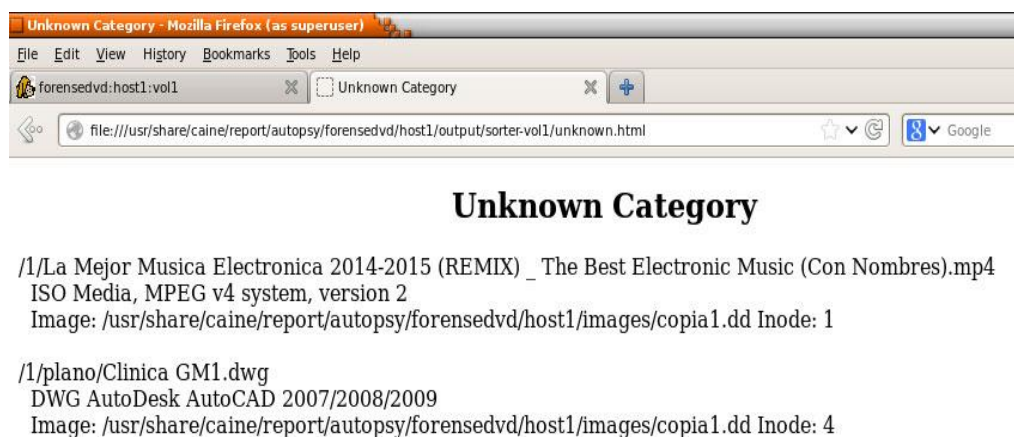 Unknown Category - Mozilla Firefox (as superuser)
File Edit View History Bookmarks Tools Help
forensedvd:host1:vol1 Unknown Category
file:///usr/share/caine/report/autopsy/forensedvd/host1/output/sorter-vol1/unknown.html Google
Unknown Category
/1/La Mejor Musica Electronica 2014-2015 (REMIX) _ The Best Electronic Music (Con Nombres).mp4
ISO Media, MPEG v4 system, version 2
Image: /usr/share/caine/report/autopsy/forensedvd/host1/images/copia1.dd Inode: 1
/1/plano/Clinica GM1.dwg
DWG AutoDesk AutoCAD 2007/2008/2009
Image: /usr/share/caine/report/autopsy/forensedvd/host1/images/copia1.dd Inode: 4